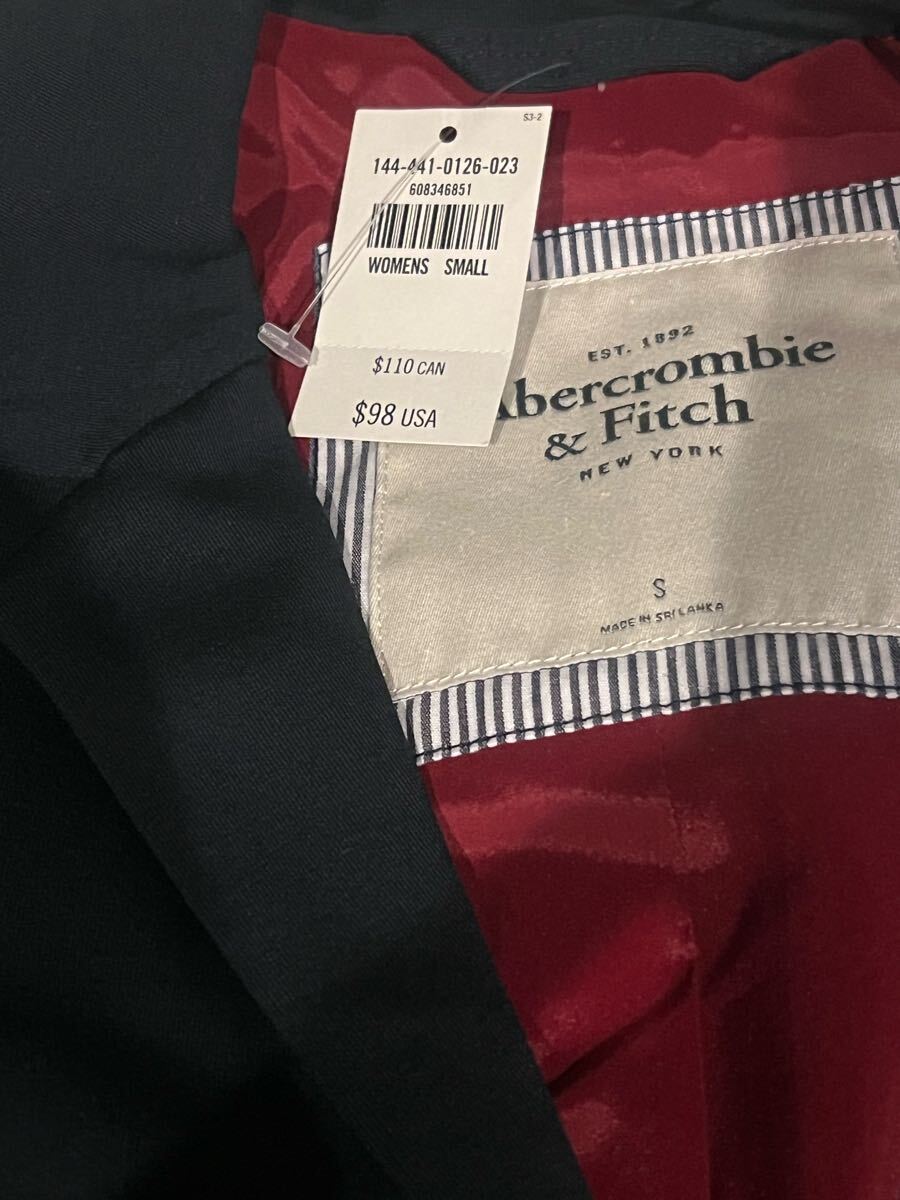 S3-2
144-441-0126-023
608346851
WOMENS SMALL
$110 CAN
$98 USA
EST. 1892
Abercrombie
& Fitch
NEW YORK
S
MADE IN SRI LANKA